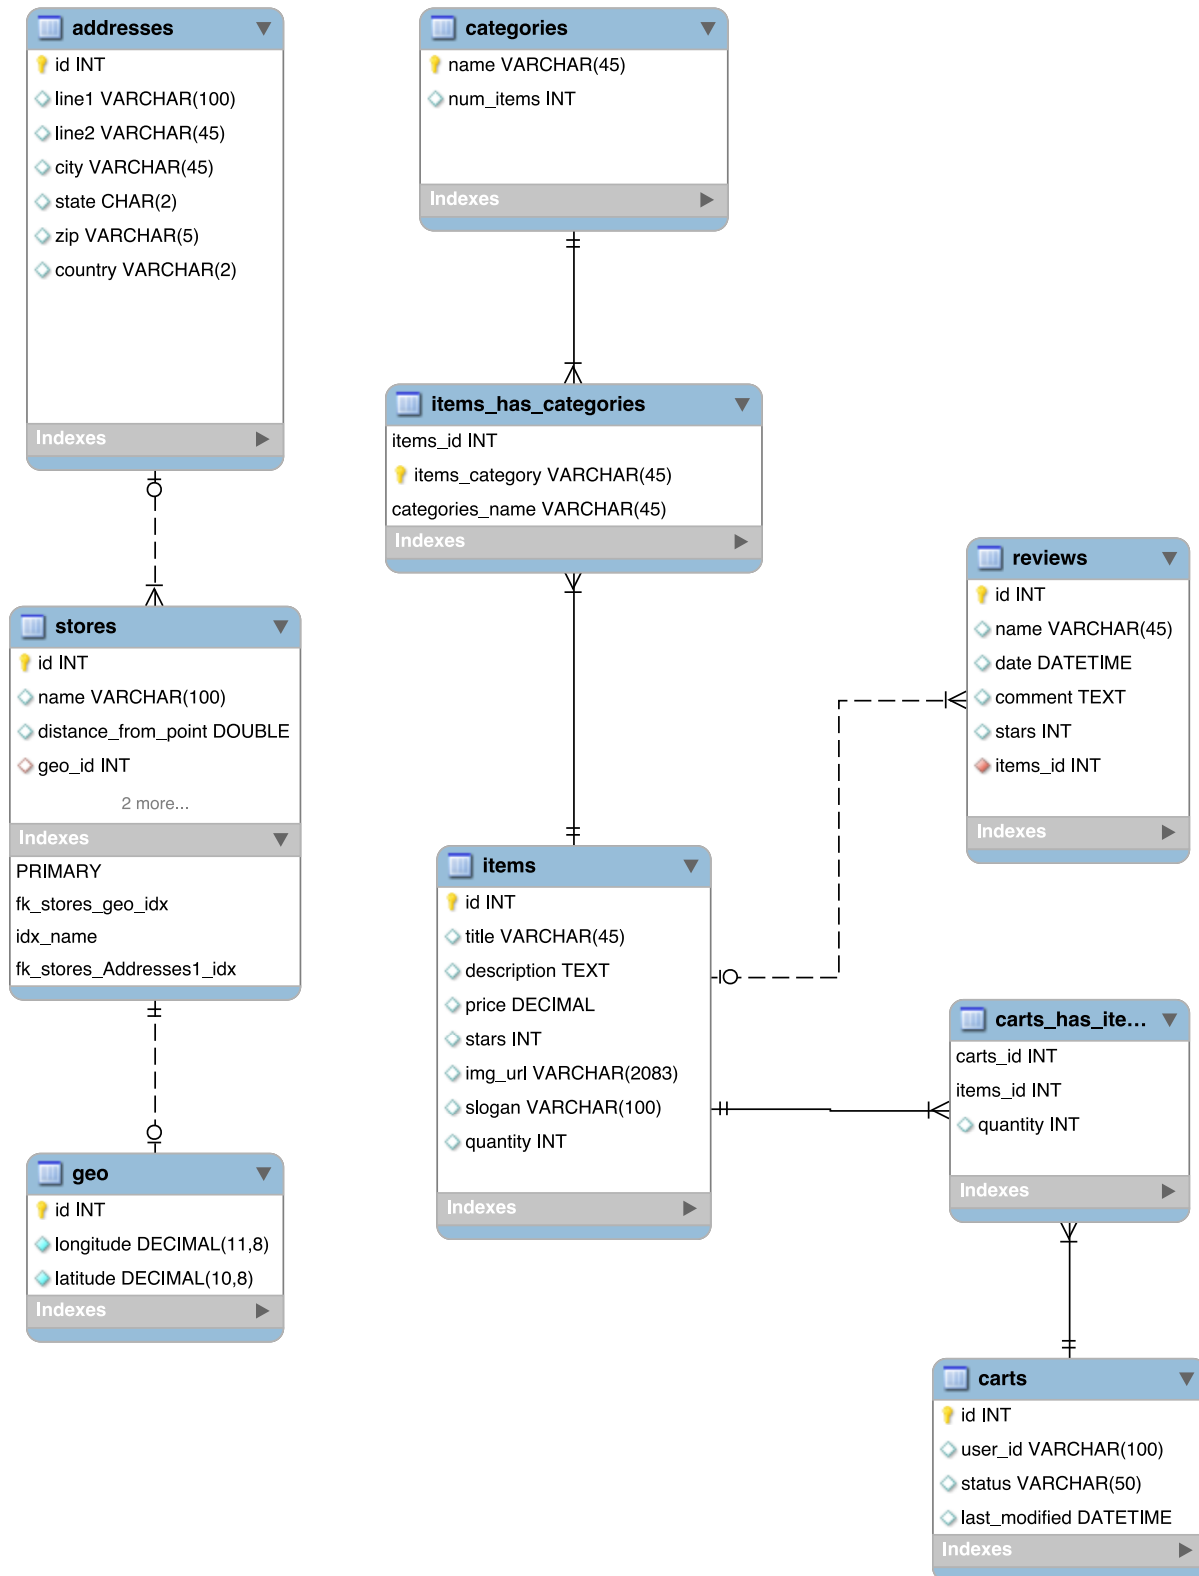 addresses
id INT
line1 VARCHAR(100)
line2 VARCHAR(45)
city VARCHAR(45)
state CHAR(2)
zip VARCHAR(5)
country VARCHAR(2)
Indexes
categories
name VARCHAR(45)
num_items INT
Indexes
items_has_categories
items_id INT
items_category VARCHAR(45)
categories_name VARCHAR(45)
Indexes
stores
id INT
name VARCHAR(100)
distance_from_point DOUBLE
geo_id INT
2 more...
Indexes
PRIMARY
fk_stores_geo_idx
idx_name
fk_stores_Addresses1_idx
reviews
id INT
name VARCHAR(45)
date DATETIME
comment TEXT
stars INT
items_id INT
Indexes
items
id INT
title VARCHAR(45)
description TEXT
price DECIMAL
stars INT
img_url VARCHAR(2083)
slogan VARCHAR(100)
quantity INT
Indexes
carts_has_ite...
carts_id INT
items_id INT
quantity INT
Indexes
geo
id INT
longitude DECIMAL(11,8)
latitude DECIMAL(10,8)
Indexes
carts
id INT
user_id VARCHAR(100)
status VARCHAR(50)
last_modified DATETIME
Indexes